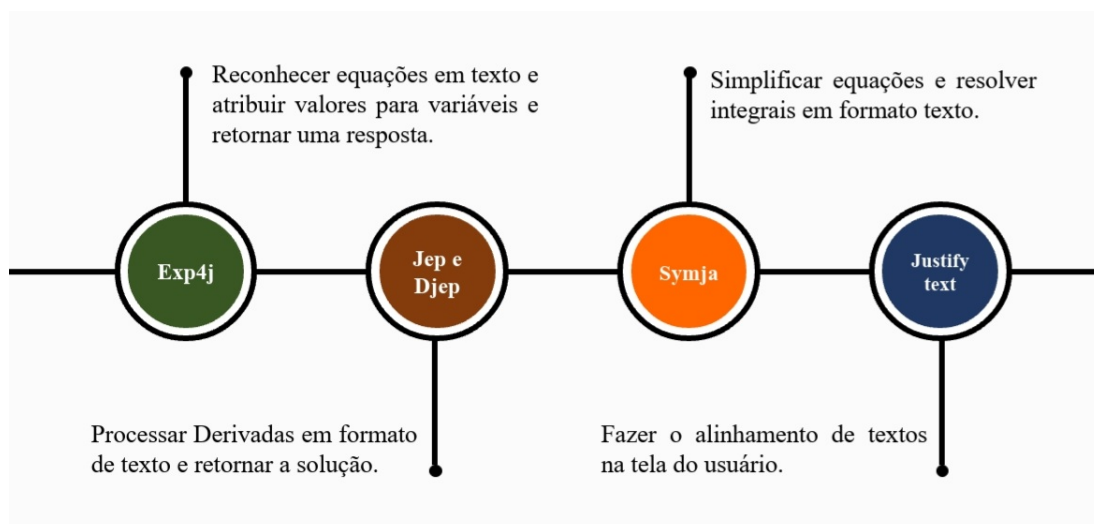 Reconhecer equações em texto e
atribuir valores para variáveis e
retornar uma resposta.
Simplificar equações e resolver
integrais em formato texto.
Exp4j
Jep e
Djep
Symja
Justify
text
Processar Derivadas em formato
de texto e retornar a solução.
Fazer o alinhamento de textos
na tela do usuário.